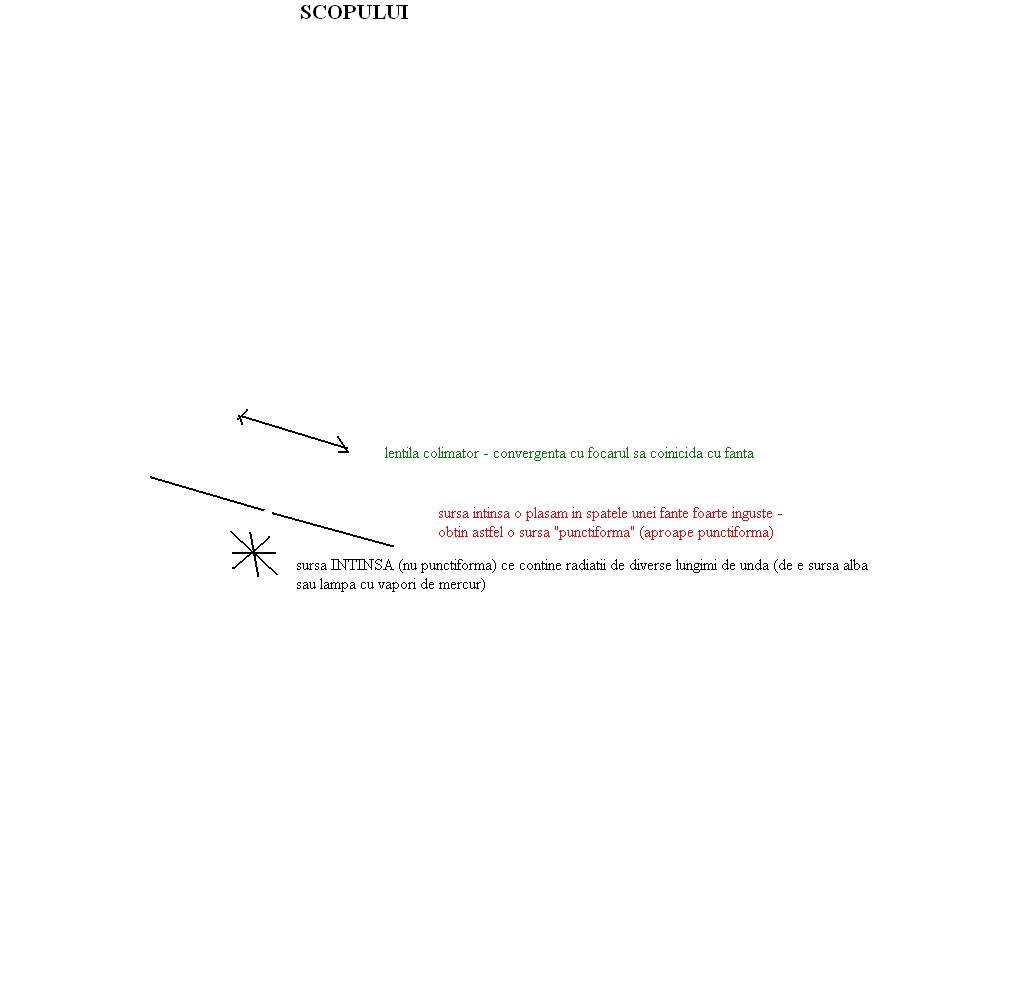 SCOPULUI
lentila colimator - convergenta cu focarul sa coinicida cu fanta
sursa intinsa o plasam in spatele unei fante foarte inguste -
obtin astfel o sursa "punctiforma" (aproape punctiforma)
sursa INTINSA (nu punctiforma) ce contine radiatii de diverse lungimi de unda (de e sursa alba
sau lampa cu vapori de mercur)